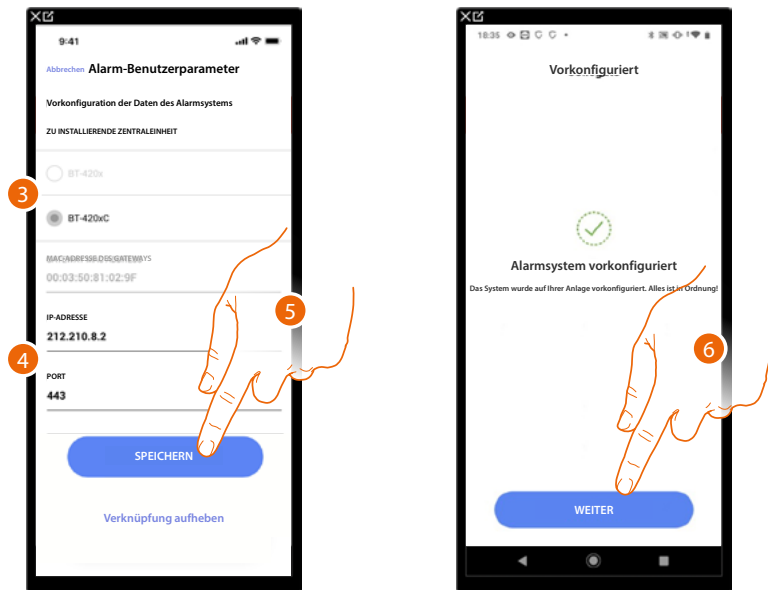 9:41
Abbrechen Alarm-Benutzerparameter
Vorkonfiguration der Daten des Alarmsystems
ZU INSTALLIERENDE ZENTRALEINHEIT
BT-420x
3
BT-420xC
MAC-ADRESSE DES GATEWAYS
00:03:50:81:02:9F
5
IP-ADRESSE
212.210.8.2
4
PORT
443
SPEICHERN
Verknüpfung aufheben
18:35
Vorkonfiguriert
Alarmsystem vorkonfiguriert
Das System wurde auf Ihrer Anlage vorkonfiguriert. Alles ist in Ordnung!
6
WEITER